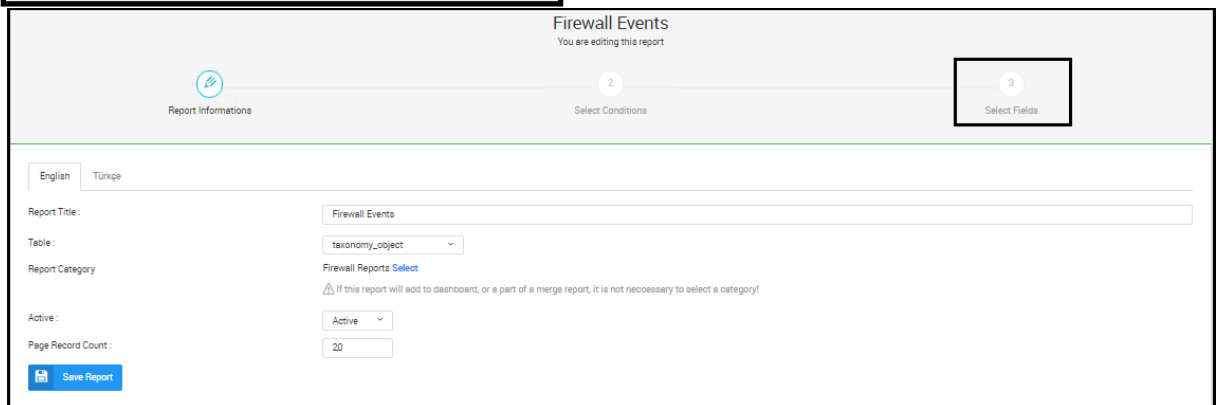 Firewall Events
You are editing this report
2 3
Report Informations Select Conditions Select Fields
English Türkçe
Report Title : Firewall Events
Table : taxonomy_object
Report Category Firewall Reports Select
If this report will add to dashboard, or a part of a merge report, it is not neccessary to select a category!
Active : Active
Page Record Count : 20
Save Report